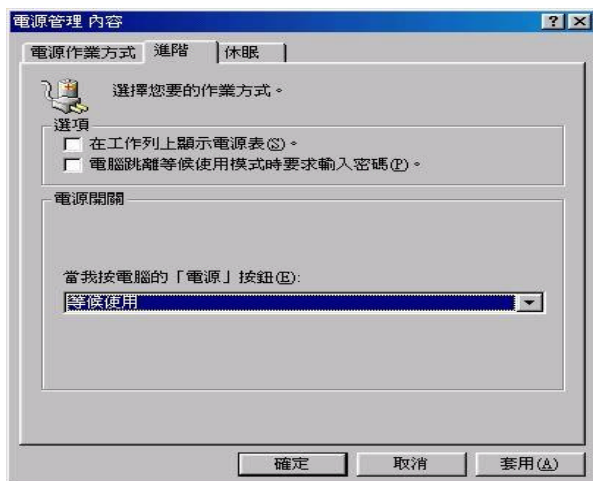 電源管理 內容
電源作業方式 進階 休眠
選擇您要的作業方式。
選項
在工作列上顯示電源表(S)。
電腦跳離等候使用模式時要求輸入密碼(P)。
電源開關
當我按電腦的「電源」按鈕(E):
等候使用
確定 取消 套用(A)